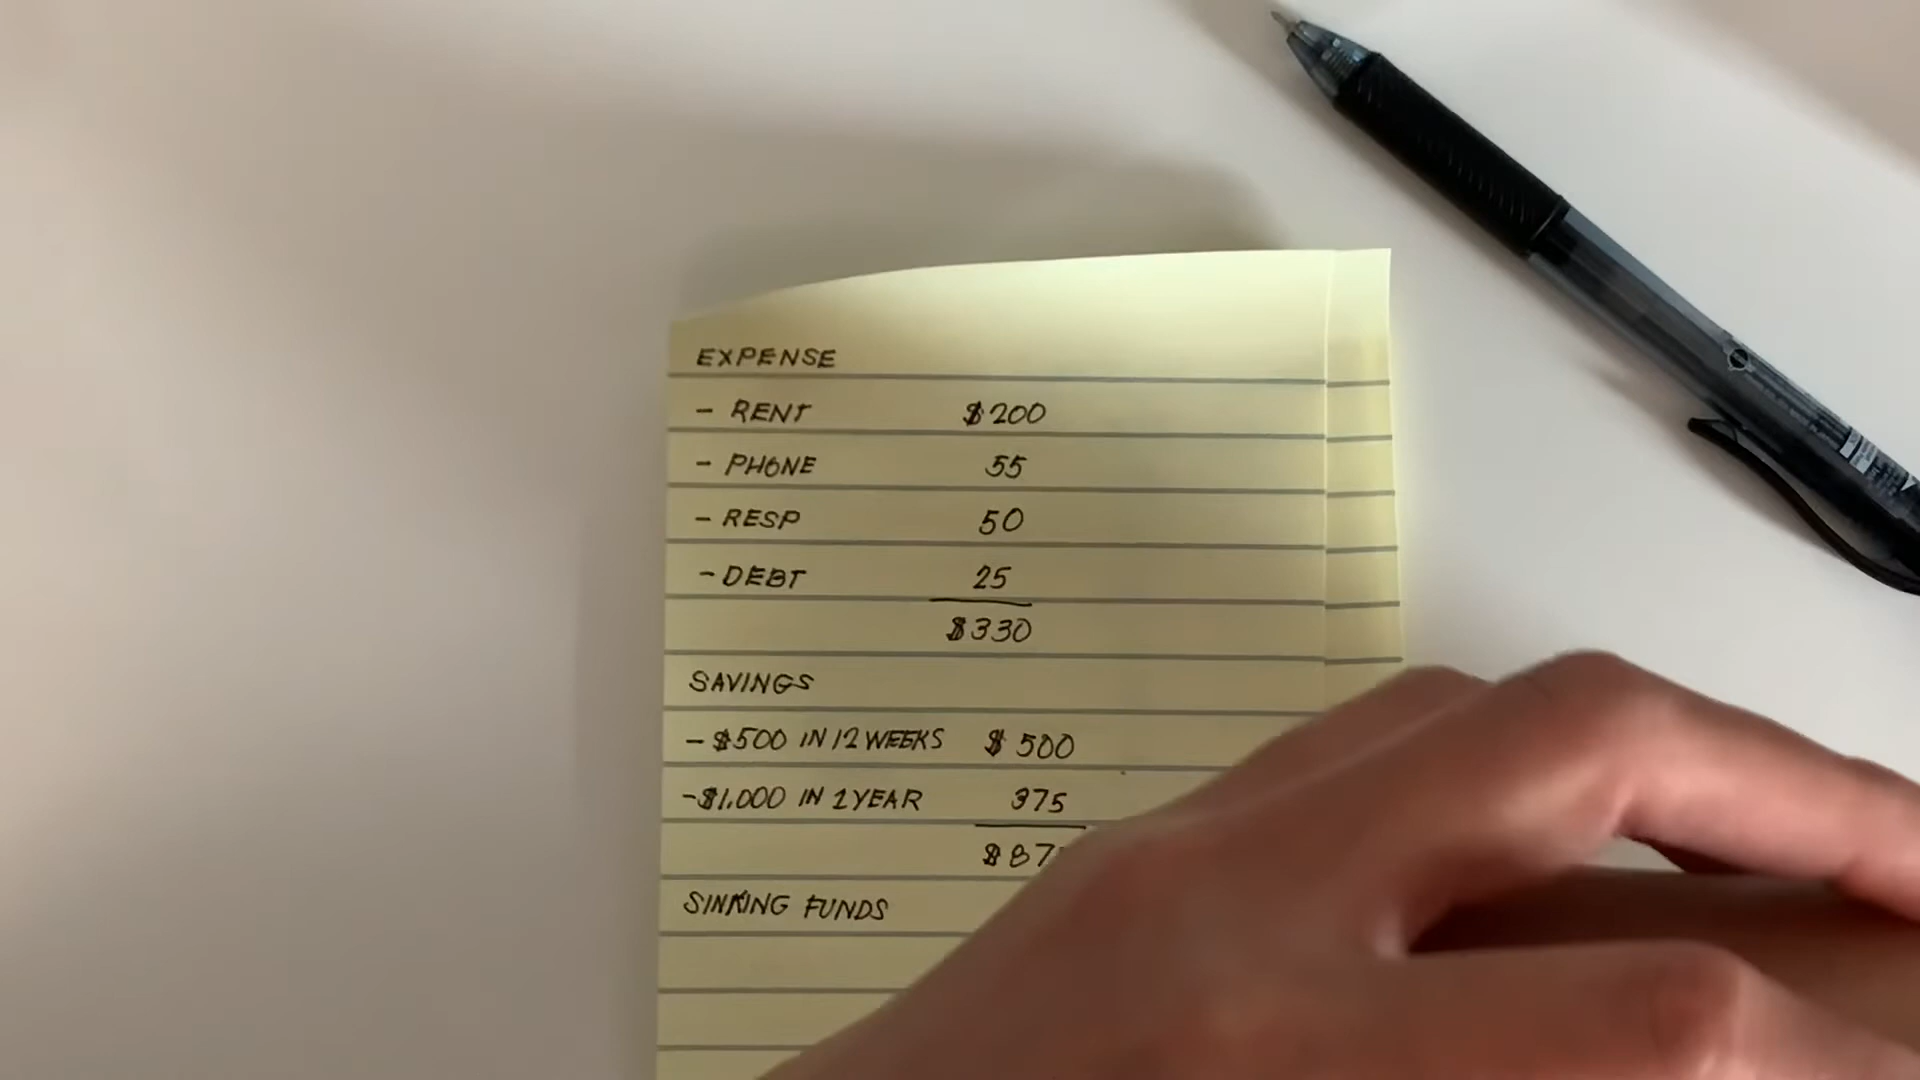 EXPENSE
- RENT $200
- PHONE 55
- RESP 50
- DEBT 25
$330
SAVINGS
- $500 IN 12 WEEKS $500
- $1,000 IN 1 YEAR 375
$87
SINKING FUNDS